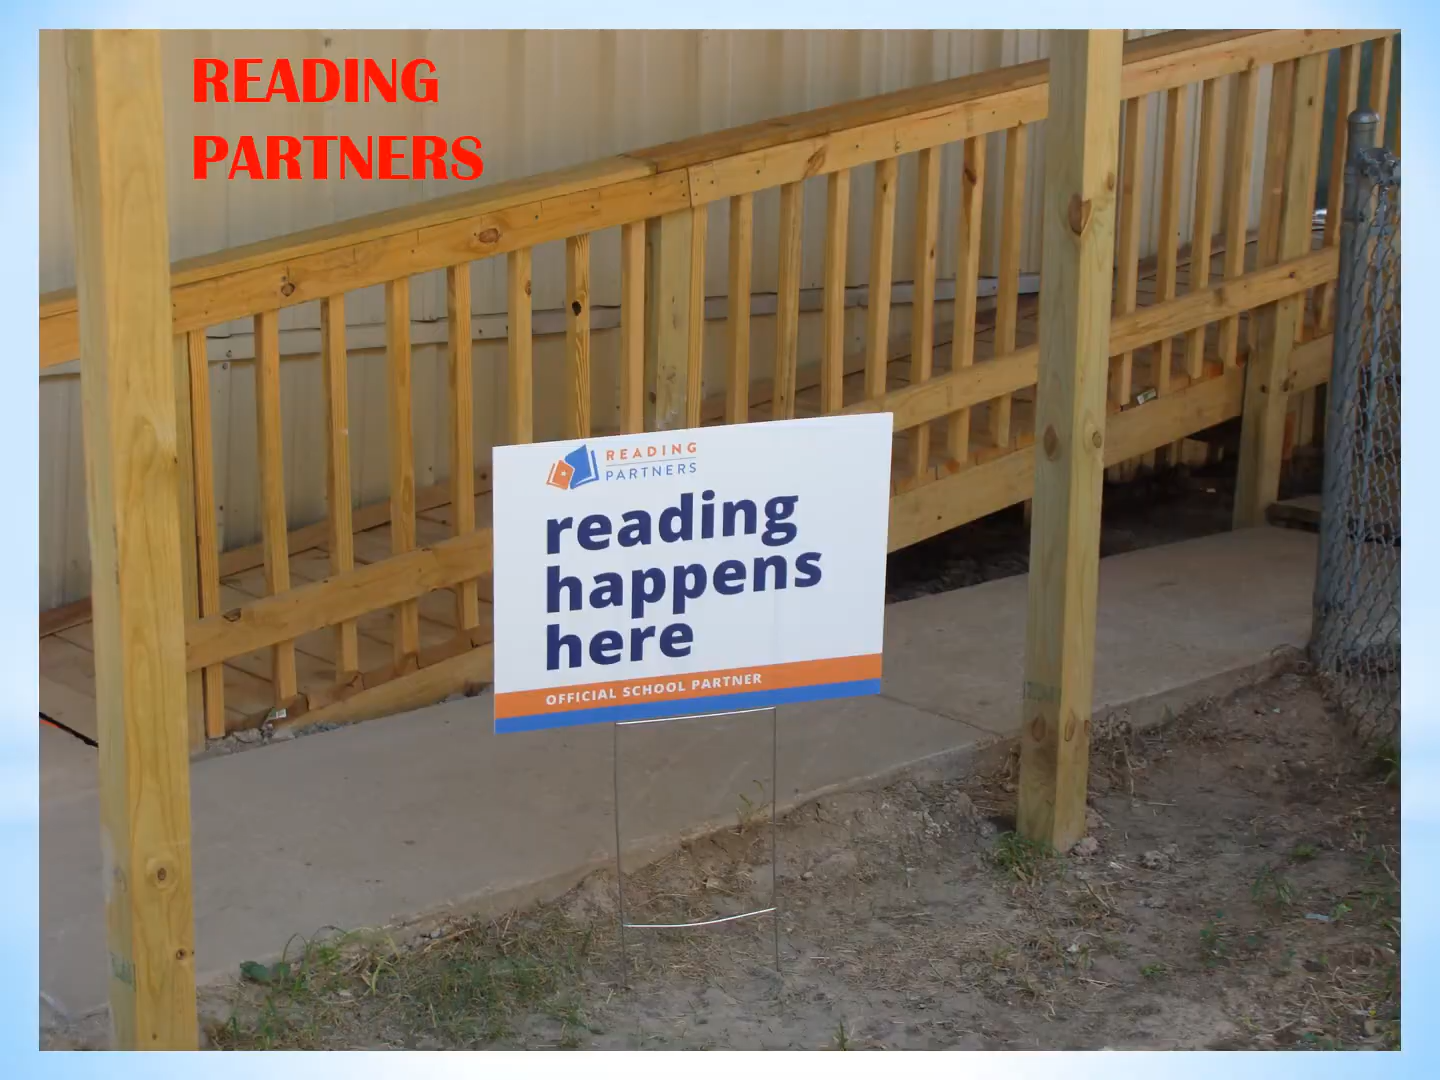 READING
PARTNERS
READING
PARTNERS
reading
happens
here
OFFICIAL SCHOOL PARTNER